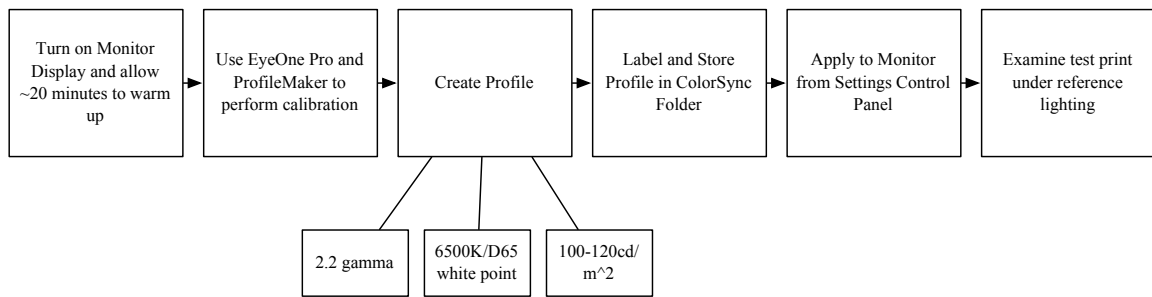 Turn on Monitor
Display and allow
~20 minutes to warm
up
Use EyeOne Pro and
ProfileMaker to
perform calibration
Create Profile
Label and Store
Profile in ColorSync
Folder
Apply to Monitor
from Settings Control
Panel
Examine test print
under reference
lighting
2.2 gamma
6500K/D65
white point
100-120cd/
m^2